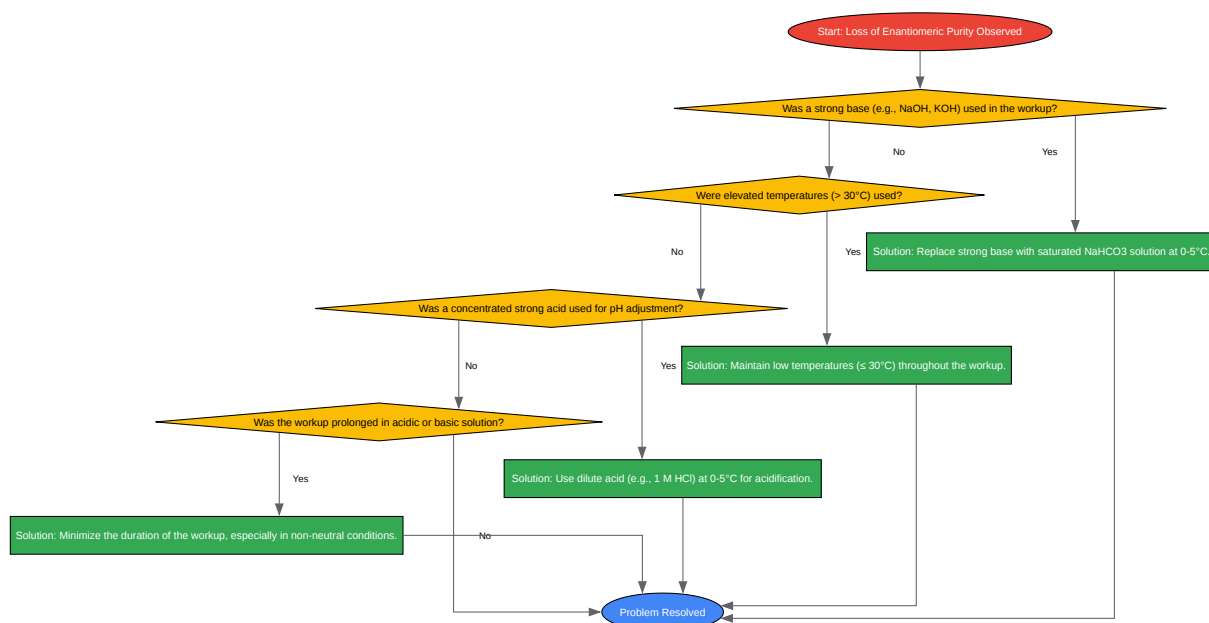 Start: Loss of Enantiomeric Purity Observed
Was a strong base (e.g., NaOH, KOH) used in the workup?
No
Yes
Were elevated temperatures (> 30°C) used?
No
Yes
Solution: Replace strong base with saturated NaHCO3 solution at 0-5°C.
Was a concentrated strong acid used for pH adjustment?
No
Yes
Solution: Maintain low temperatures (≤ 30°C) throughout the workup.
Was the workup prolonged in acidic or basic solution?
Yes
Solution: Use dilute acid (e.g., 1 M HCl) at 0-5°C for acidification.
Solution: Minimize the duration of the workup, especially in non-neutral conditions.
No
Problem Resolved